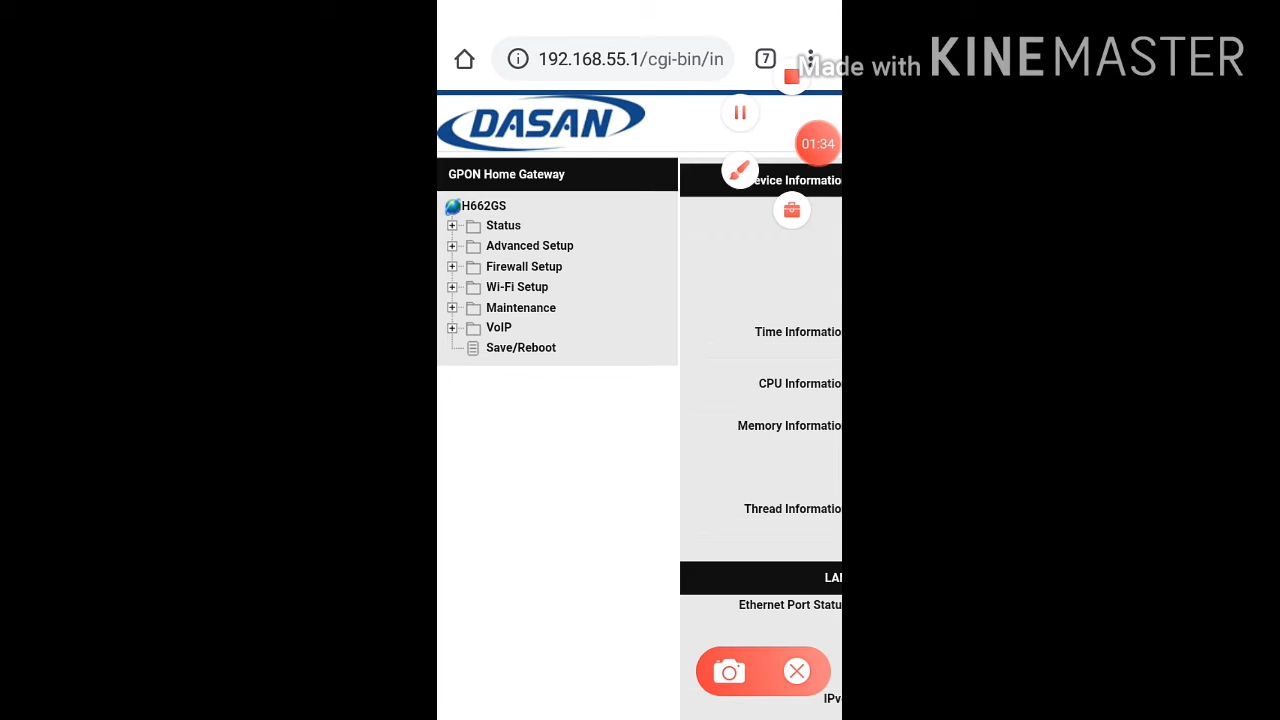 192.168.55.1/cgi-bin/in
7
Made with KINEMASTER
DASAN
01:34
GPON Home Gateway
evice Informatio
H662GS
Status
Advanced Setup
Firewall Setup
Wi-Fi Setup
Maintenance
VoIP
Save/Reboot
Time Informatio
CPU Informatio
Memory Informatio
Thread Informatio
LA
Ethernet Port Statu
IPv